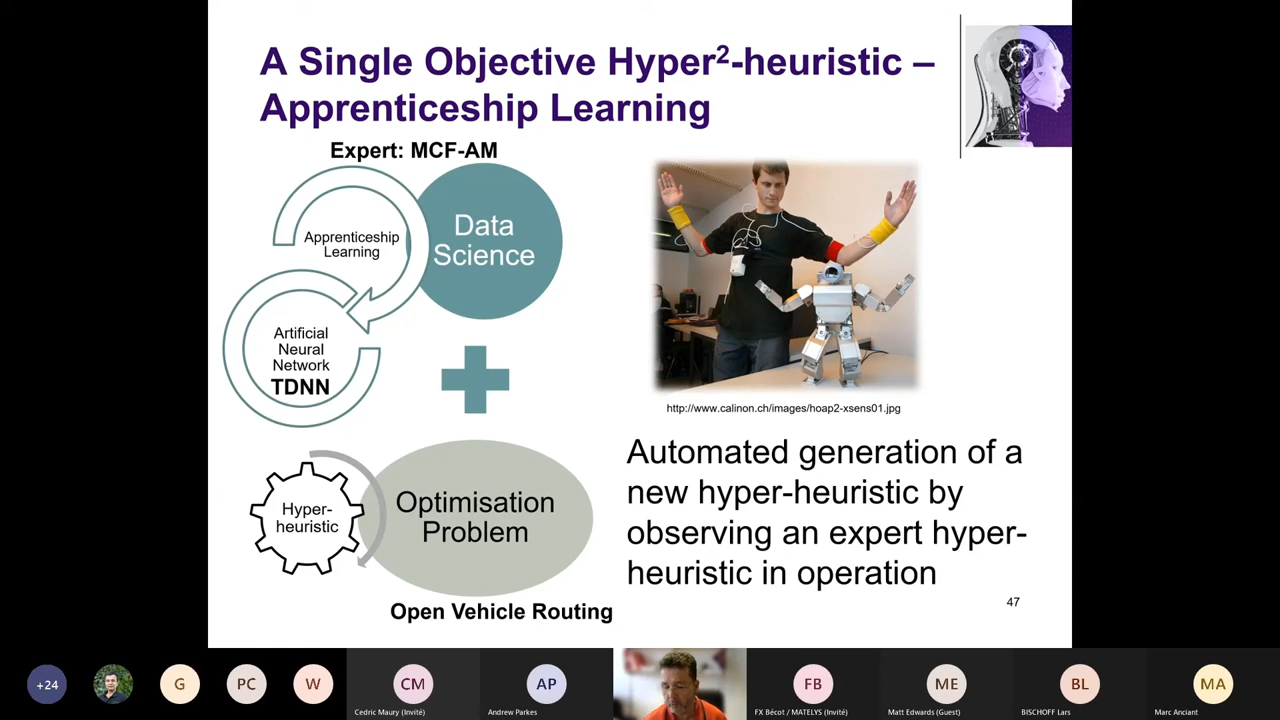 A Single Objective Hyper²-heuristic –
Apprenticeship Learning
Expert: MCF-AM
Apprenticeship
Learning
Data
Science
Artificial
Neural
Network
TDNN
Hyper-
heuristic
Optimisation
Problem
Open Vehicle Routing
http://www.calinon.ch/images/hoap2-xsens01.jpg
Automated generation of a
new hyper-heuristic by
observing an expert hyper-
heuristic in operation
47
+24
G
PC
W
CM
Cedric Maury (Invité)
AP
Andrew Parkes
FB
FX Bécot / MATELYS (Invité)
ME
Matt Edwards (Guest)
BL
BISCHOFF Lars
MA
Marc Anciant